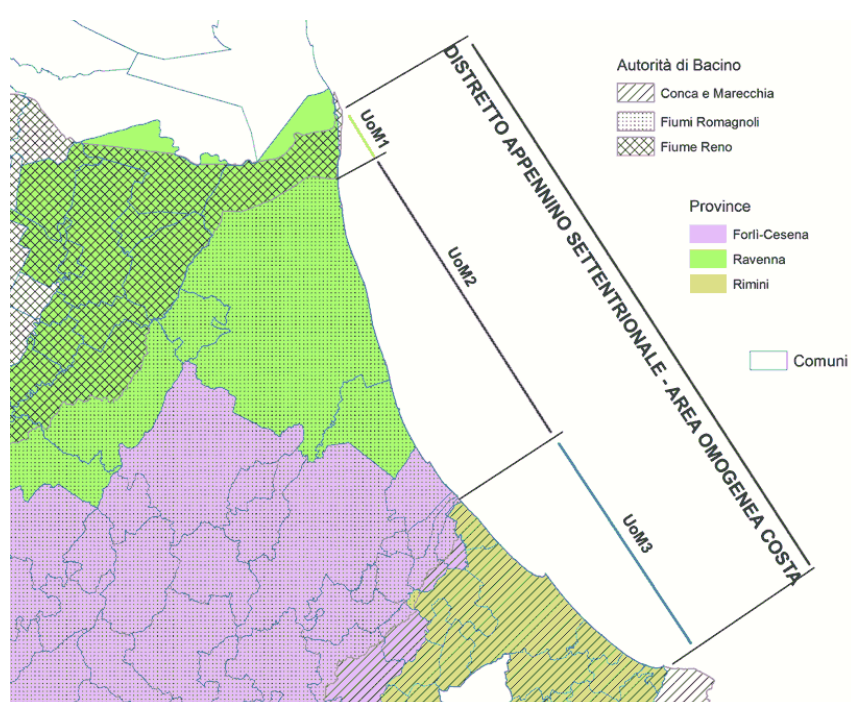 Autorità di Bacino
Conca e Marecchia
Fiumi Romagnoli
Fiume Reno
Province
Forlì-Cesena
Ravenna
Rimini
Comuni
DISTRETTO APPENNINO SETTENTRIONALE - AREA OMOGENEA COSTA
UoM1
UoM2
UoM3